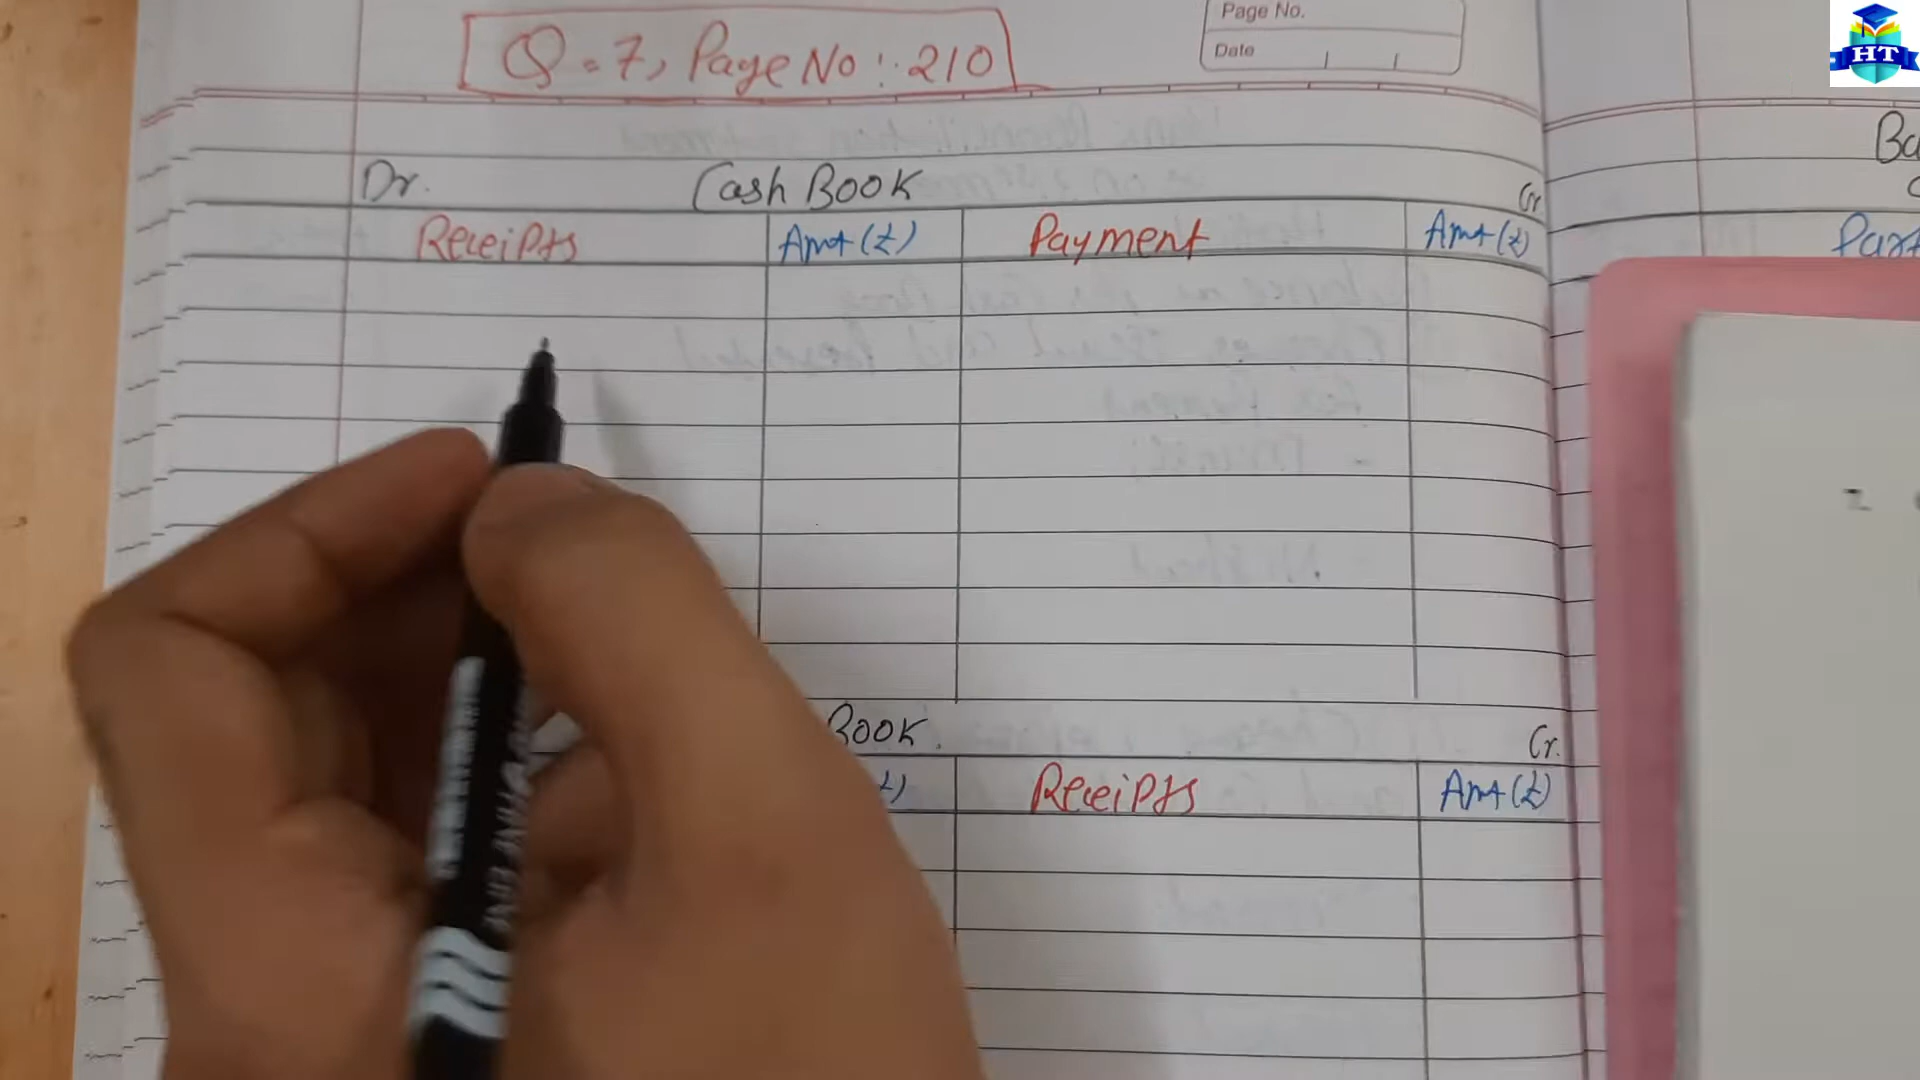 HT
Page No.
Date
Q = 7, Page No : 210
Dr. Cash Book Cr.
Receipts Amt (₹) Payment Amt (₹)
Book. Cr.
Receipts Amt (₹)